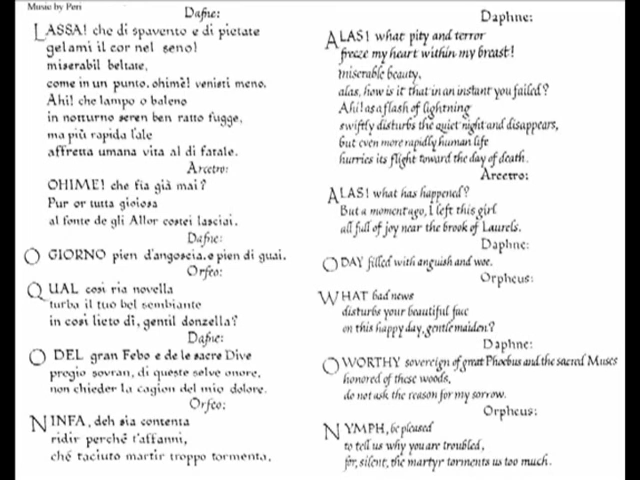 Music by Peri
Dafne:
LASSA! che di spavento e di pietate
gelami il cor nel seno!
miserabil beltate,
come in un punto, ohimè! venisti meno.
Ahi! che lampo o baleno
in notturno seren ben ratto fugge,
ma più rapida l'ale
affretta umana vita al dì fatale.
Arcetro:
OHIME! che fia già mai?
Pur or tutta gioiosa
al fonte de gli Allor costei lasciai.
Dafne:
O GIORNO pien d'angoscia e pien di guai.
Orfeo:
QUAL così ria novella
turba il tuo bel sembiante
in così lieto dì, gentil donzella?
Dafne:
O DEL gran Febo e de le sacre Dive
pregio sovran, di queste selve onore,
non chieder la cagion del mio dolore.
Orfeo:
NINFA, deh sia contenta
ridir perchè t'affanni,
chè taciuto martir troppo tormenta.
Daphne:
ALAS! what pity and terror
freeze my heart within my breast!
miserable beauty,
alas, how is it that in an instant you failed?
Ahi! as a flash of lightning
swiftly disturbs the quiet night and disappears,
but even more rapidly human life
hurries its flight toward the day of death.
Arcetro:
ALAS! what has happened?
But a moment ago, I left this girl
all full of joy near the brook of Laurels.
Daphne:
O DAY filled with anguish and woe.
Orpheus:
WHAT bad news
disturbs your beautiful face
on this happy day, gentle maiden?
Daphne:
O WORTHY sovereign of great Phoebus and the sacred Muses
honored of these woods,
do not ask the reason for my sorrow.
Orpheus:
NYMPH, be pleased
to tell us why you are troubled,
for, silent, the martyr torments us too much.